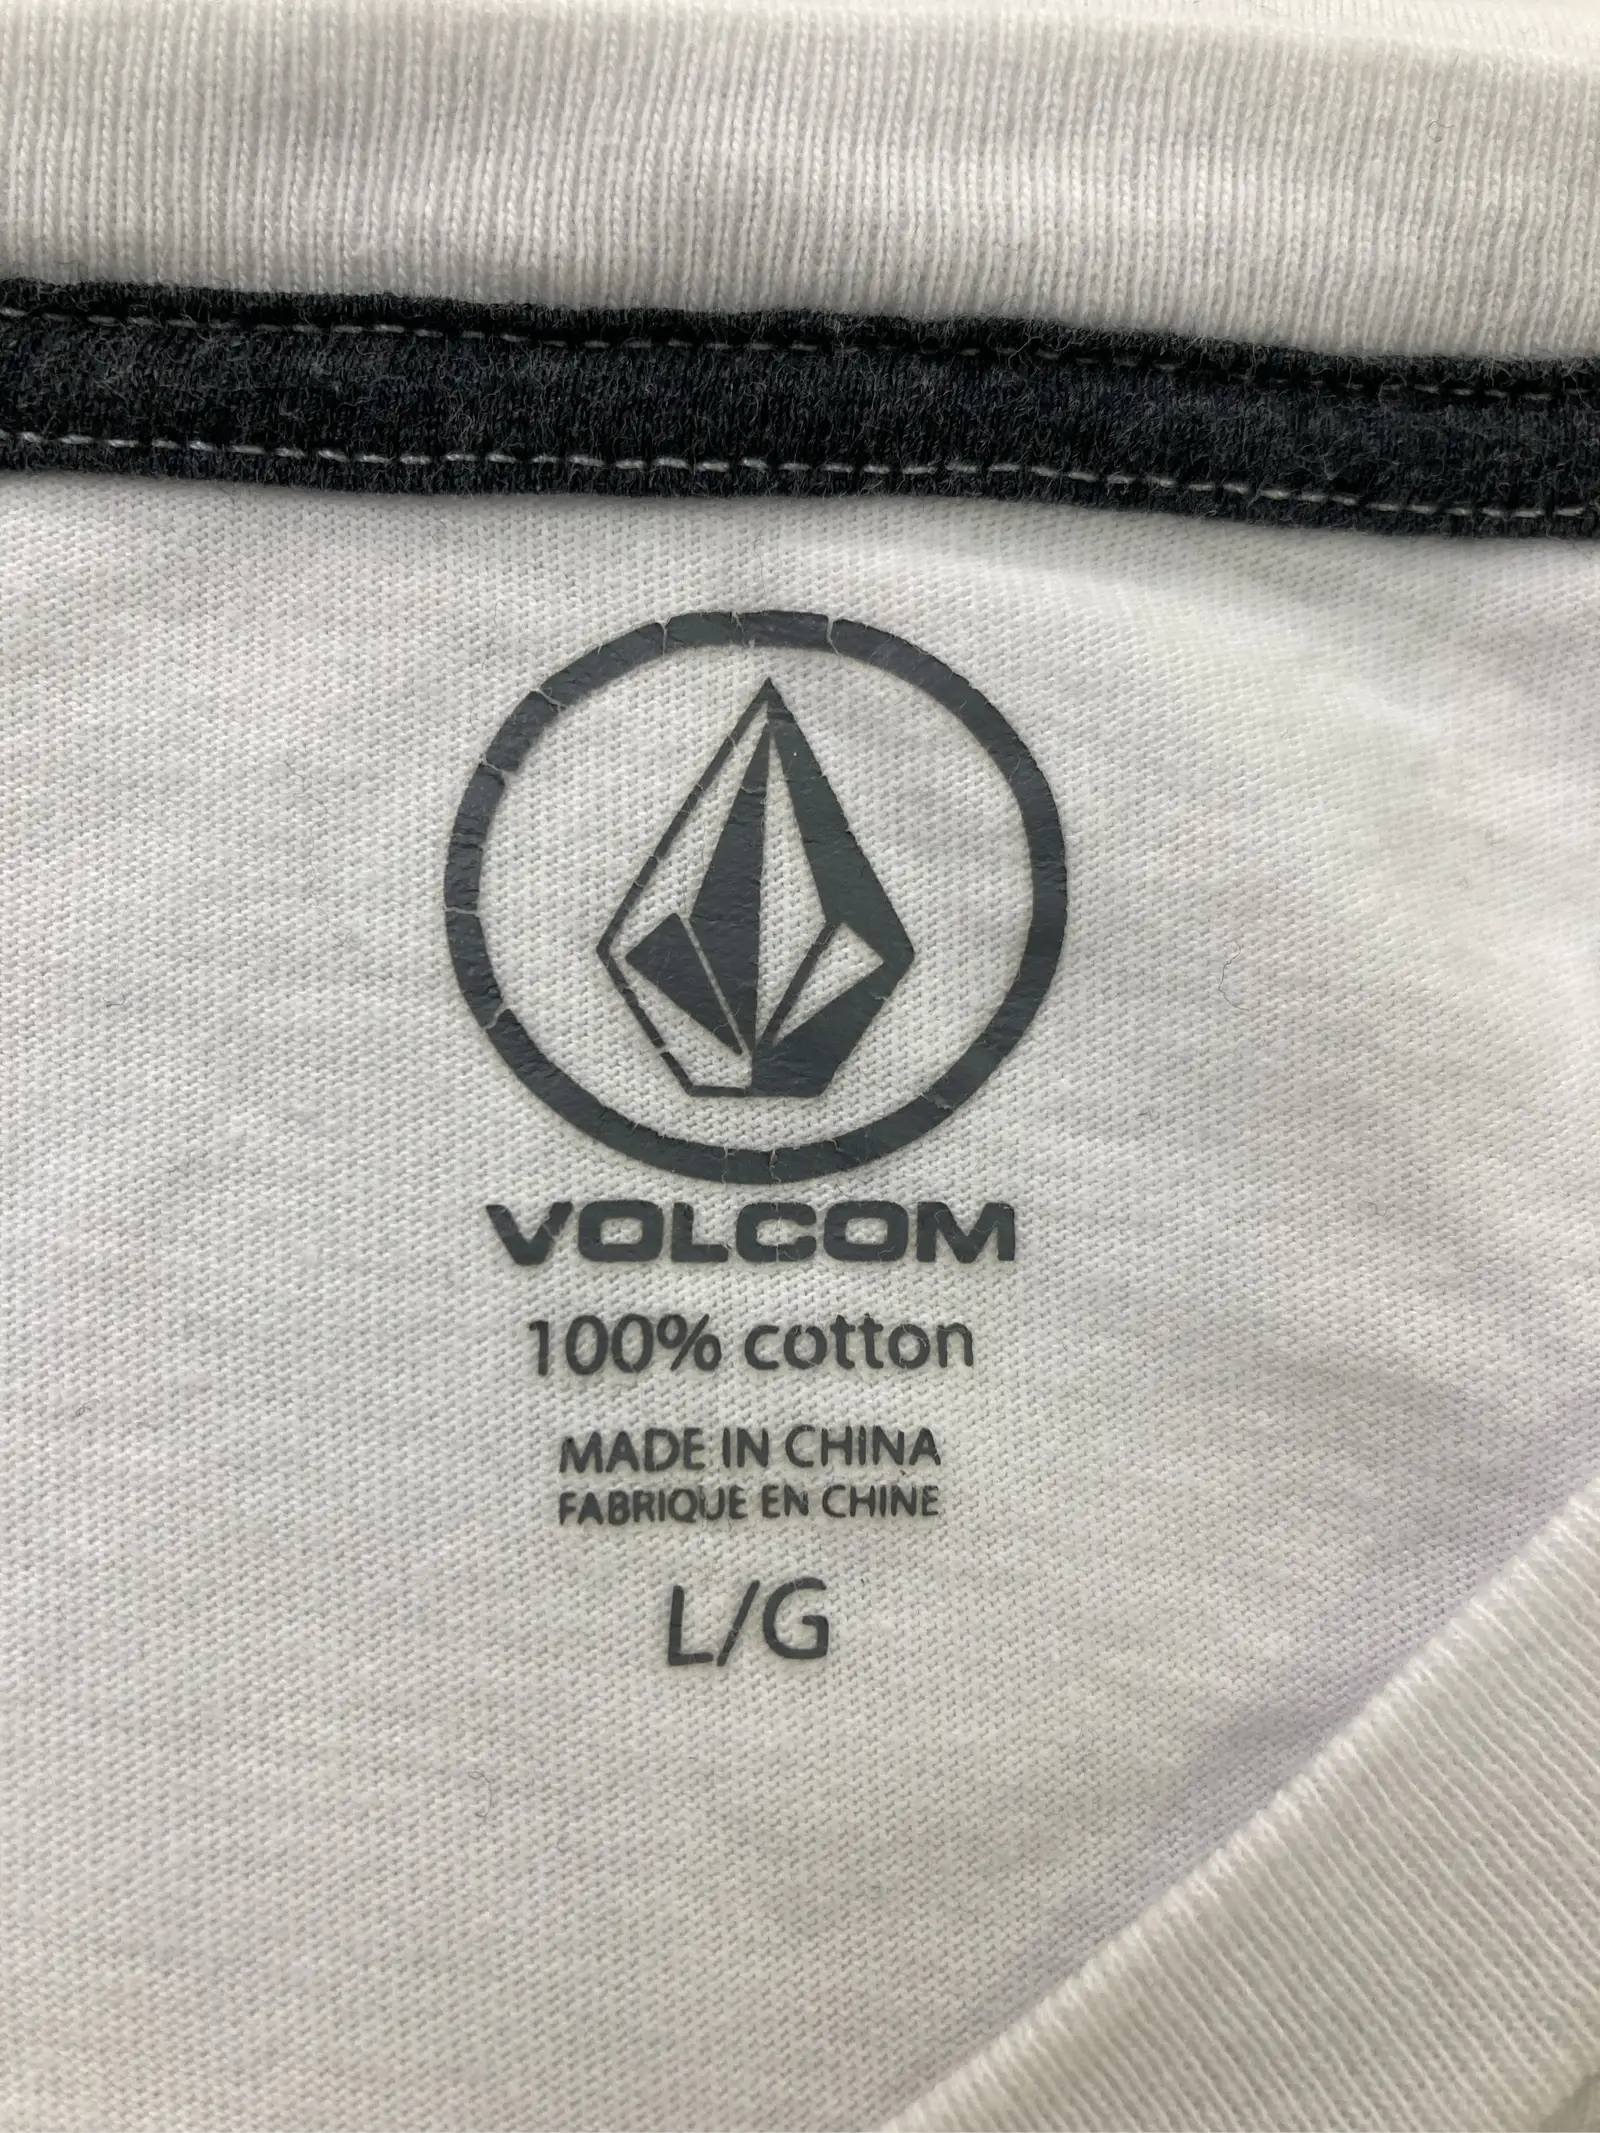 VOLCOM
100% cotton
MADE IN CHINA
FABRIQUE EN CHINE
L/G